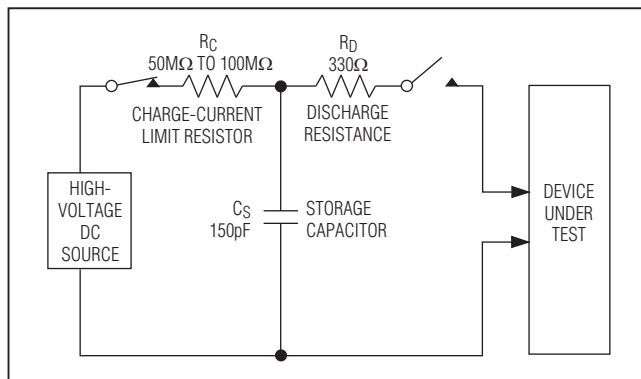 RC
50MΩ TO 100MΩ
CHARGE-CURRENT
LIMIT RESISTOR
RD
330Ω
DISCHARGE
RESISTANCE
HIGH-
VOLTAGE
DC
SOURCE
CS
150pF
STORAGE
CAPACITOR
DEVICE
UNDER
TEST